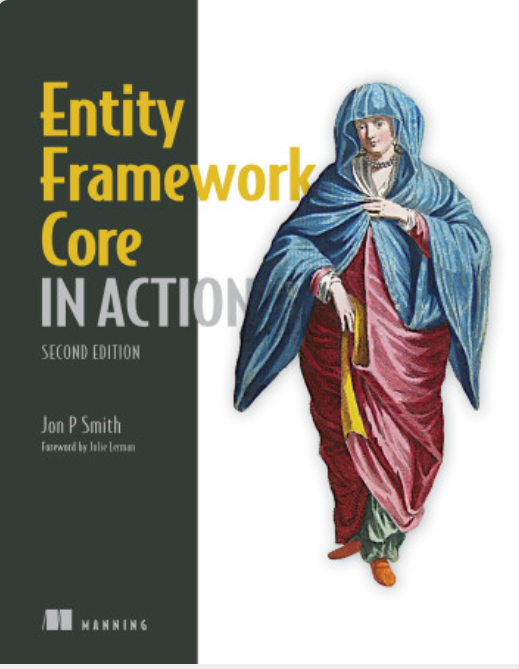 Entity
Framework
Core
IN ACTION
SECOND EDITION
Jon P Smith
Foreword by Julie Lerman
MANNING